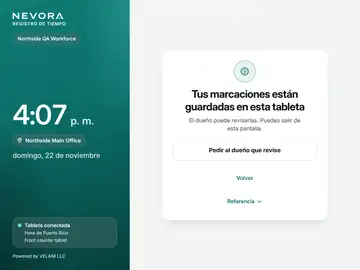 NEVORA
REGISTRO DE TIEMPO
Northside QA Workforce
4:07 p. m.
Northside Main Office
domingo, 22 de noviembre
Tableta conectada
Hora de Puerto Rico
Front counter tablet
Powered by VELANI LLC
Tus marcaciones están
guardadas en esta tableta
El dueño puede revisarlas. Puedes salir de
esta pantalla.
Pedir al dueño que revise
Volver
Referencia